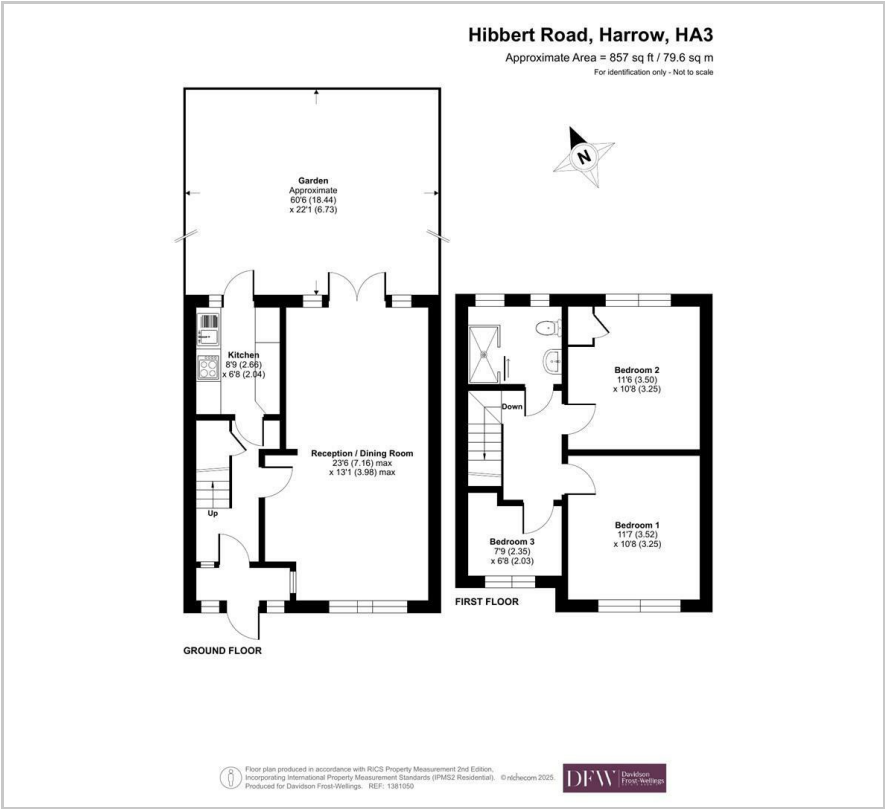 Hibbert Road, Harrow, HA3
Approximate Area = 857 sq ft / 79.6 sq m
For identification only - Not to scale
N
Garden
Approximate
60'6 (18.44)
x 22'1 (6.73)
Kitchen
8'9 (2.66)
x 6'8 (2.04)
Reception / Dining Room
23'6 (7.16) max
x 13'1 (3.98) max
Up
GROUND FLOOR
Down
Bedroom 2
11'6 (3.50)
x 10'8 (3.25)
Bedroom 1
11'7 (3.52)
x 10'8 (3.25)
Bedroom 3
7'9 (2.35)
x 6'8 (2.03)
FIRST FLOOR
Floor plan produced in accordance with RICS Property Measurement 2nd Edition,
Incorporating International Property Measurement Standards (IPMS2 Residential). © nichecom 2025.
Produced for Davidson Frost-Wellings. REF: 1381050
DFW
Davidson
Frost-Wellings